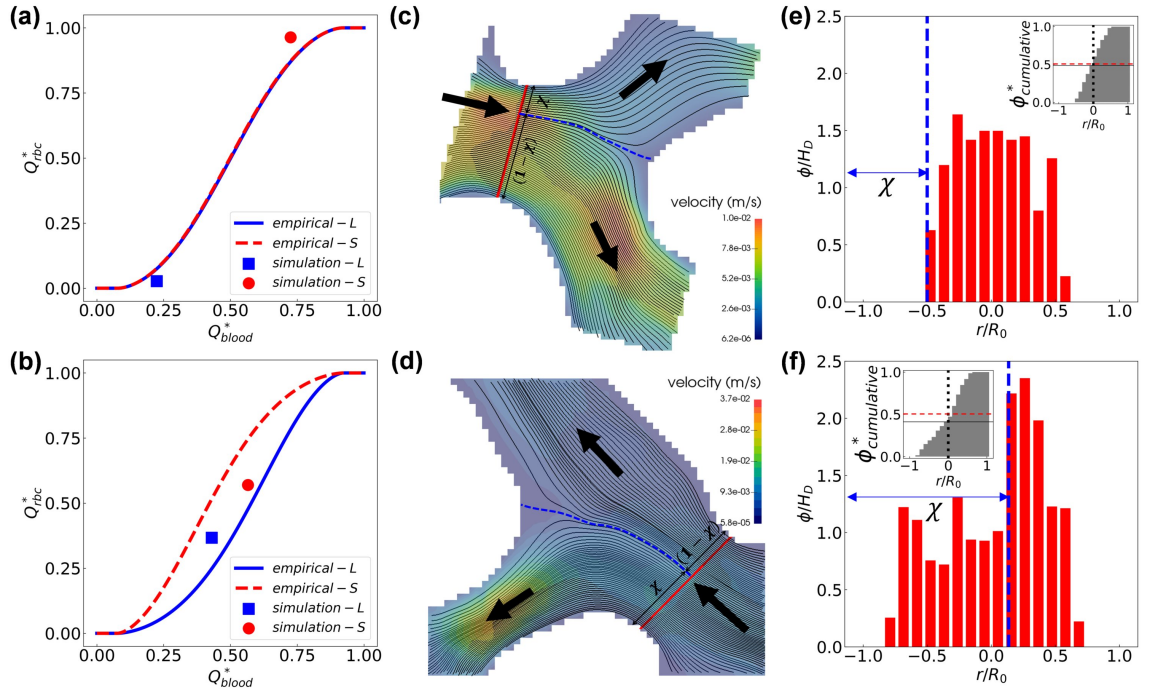 (a)
1.00
0.75
0.50
0.25
0.00
Q*rbc
empirical − L
empirical − S
simulation − L
simulation − S
0.00 0.25 0.50 0.75 1.00
Q*blood
(c)
χ
(1 − χ)
velocity (m/s)
1.0e-02
7.8e-03
5.2e-03
2.6e-03
6.2e-06
(e)
3.0
2.5
2.0
1.5
1.0
0.5
0.0
ϕ/H_D
χ
−1.0 −0.5 0.0 0.5 1.0
r/R₀
ϕ*cumulative
1.0
0.5
0.0
−1 0 1
r/R₀
(b)
1.00
0.75
0.50
0.25
0.00
Q*rbc
empirical − L
empirical − S
simulation − L
simulation − S
0.00 0.25 0.50 0.75 1.00
Q*blood
(d)
velocity (m/s)
3.7e-02
2.8e-02
1.9e-02
9.3e-03
5.8e-05
(1 − χ)
χ
(f)
2.5
2.0
1.5
1.0
0.5
0.0
ϕ/H_D
χ
−1.0 −0.5 0.0 0.5 1.0
r/R₀
ϕ*cumulative
1.0
0.5
0.0
−1 0 1
r/R₀